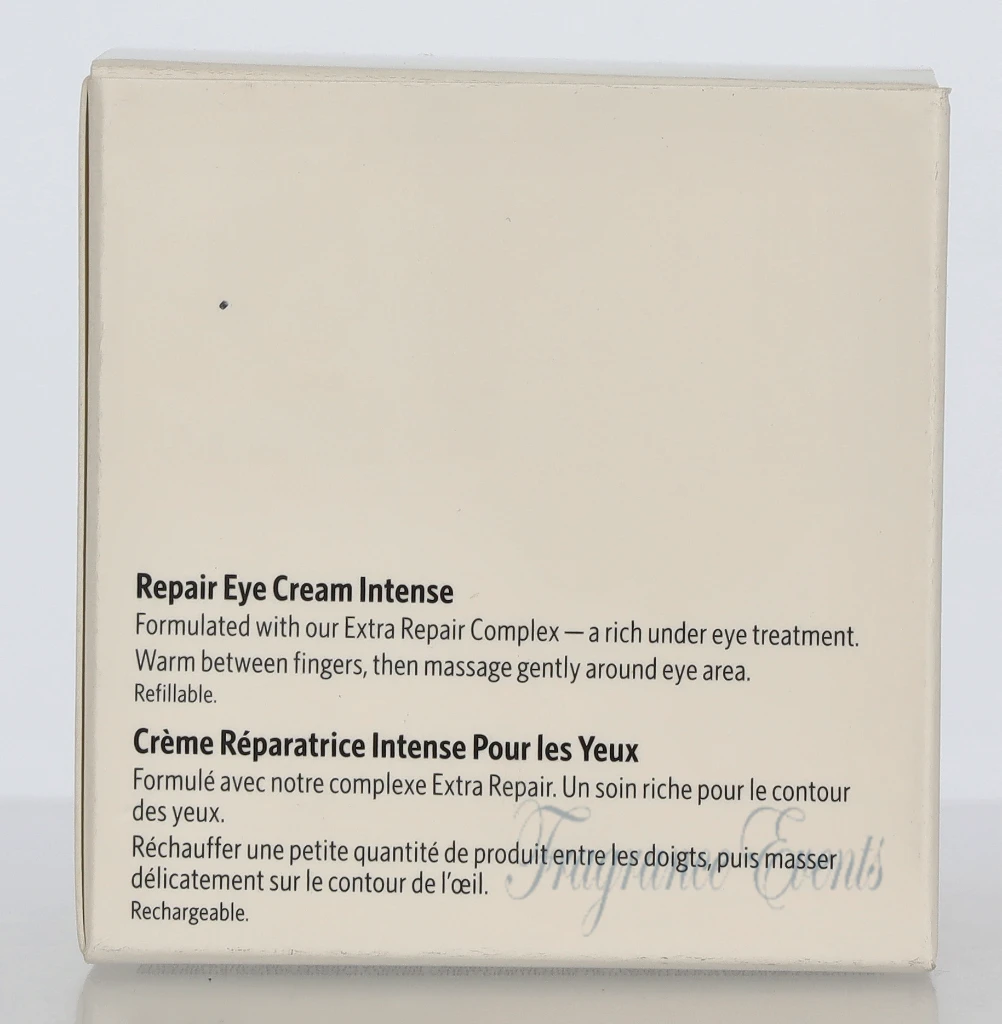 Repair Eye Cream Intense
Formulated with our Extra Repair Complex — a rich under eye treatment.
Warm between fingers, then massage gently around eye area.
Refillable.
Crème Réparatrice Intense Pour les Yeux
Formulé avec notre complexe Extra Repair. Un soin riche pour le contour
des yeux.
Réchauffer une petite quantité de produit entre les doigts, puis masser
délicatement sur le contour de l'œil.
Rechargeable.
Fragrance Events